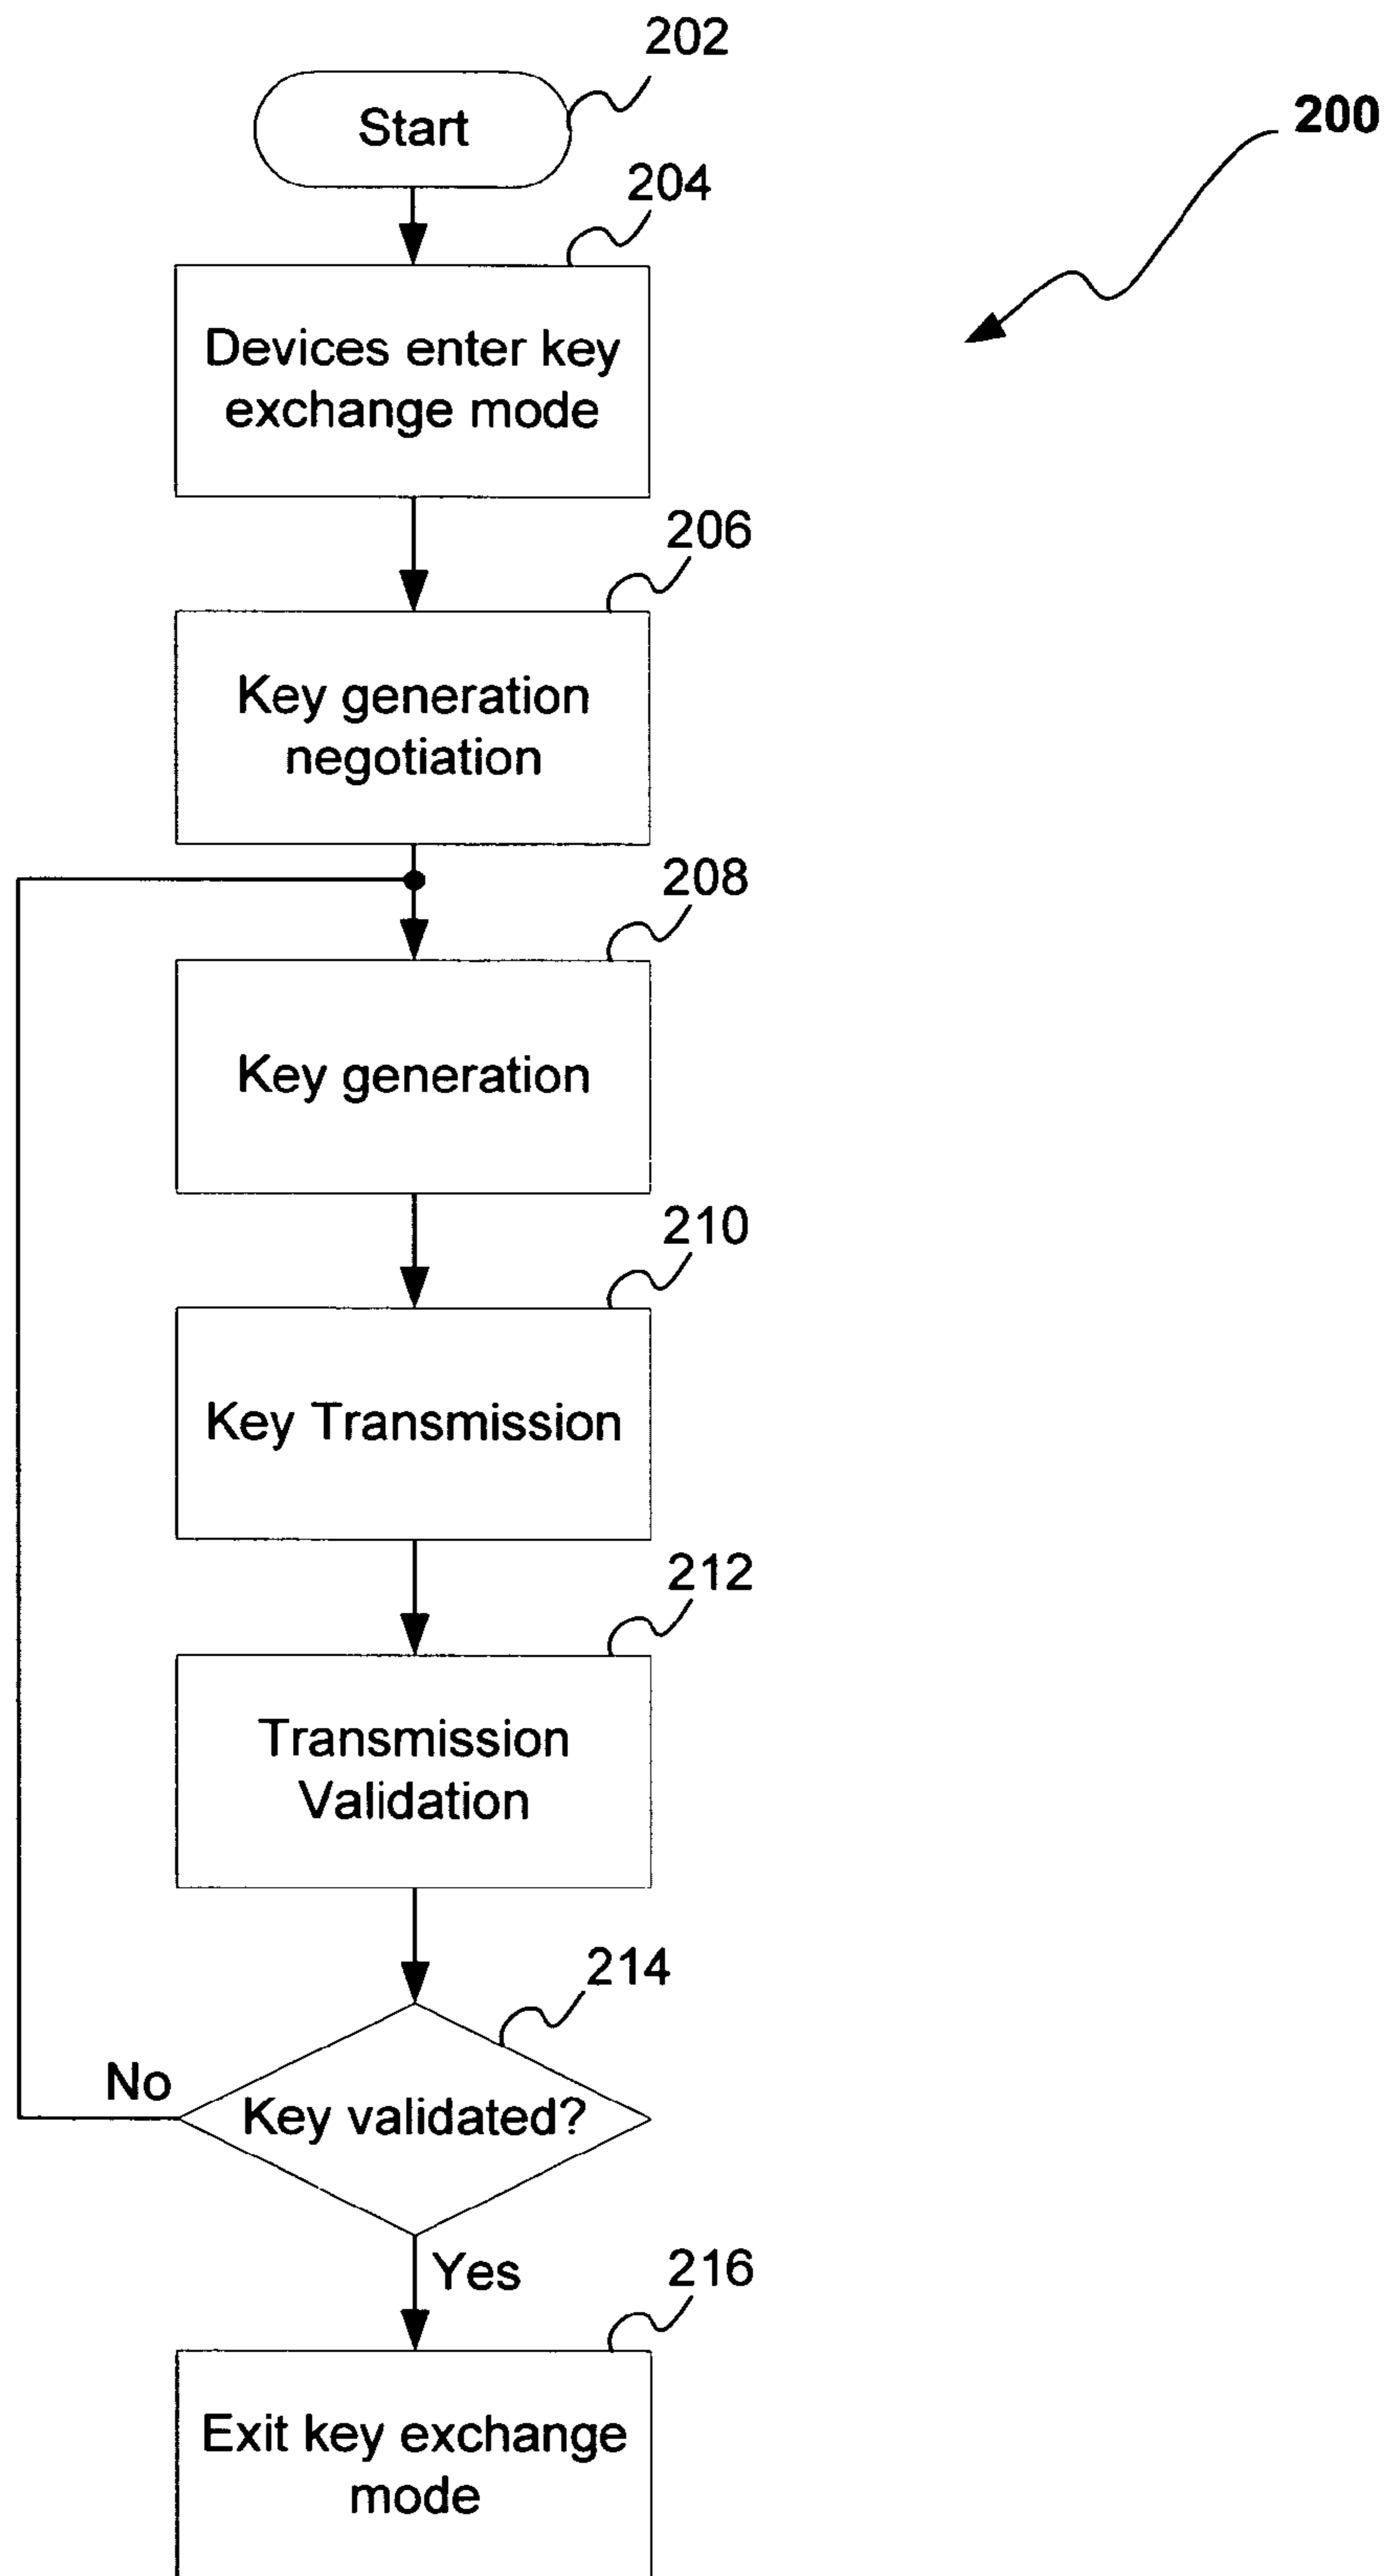 202
Start
200
204
Devices enter key
exchange mode
206
Key generation
negotiation
208
Key generation
210
Key Transmission
212
Transmission
Validation
214
No
Key validated?
Yes
216
Exit key exchange
mode